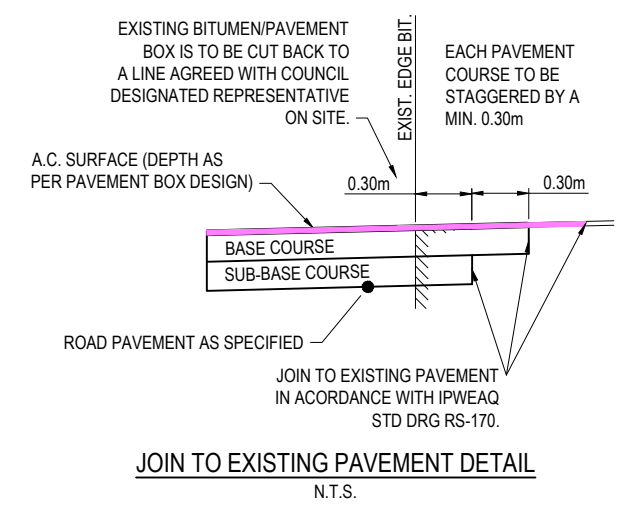 EXISTING BITUMEN/PAVEMENT
BOX IS TO BE CUT BACK TO
A LINE AGREED WITH COUNCIL
DESIGNATED REPRESENTATIVE
ON SITE.
EXIST. EDGE BIT.
EACH PAVEMENT
COURSE TO BE
STAGGERED BY A
MIN. 0.30m
A.C. SURFACE (DEPTH AS
PER PAVEMENT BOX DESIGN)
0.30m
0.30m
BASE COURSE
SUB-BASE COURSE
ROAD PAVEMENT AS SPECIFIED
JOIN TO EXISTING PAVEMENT
IN ACORDANCE WITH IPWEAQ
STD DRG RS-170.
JOIN TO EXISTING PAVEMENT DETAIL
N.T.S.